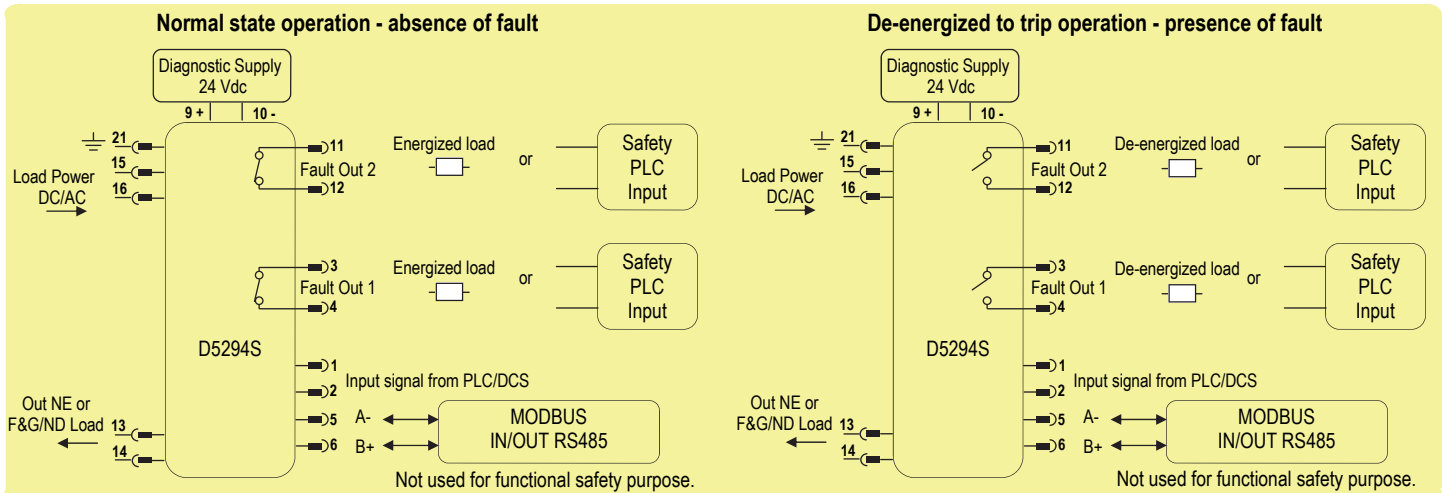 Normal state operation - absence of fault
Diagnostic Supply
24 Vdc
9 +
10 -
21
15
16
Load Power
DC/AC
11
Fault Out 2
12
Energized load
or
Safety
PLC
Input
3
Fault Out 1
4
Energized load
or
Safety
PLC
Input
D5294S
1
2
Input signal from PLC/DCS
5
A-
6
B+
MODBUS
IN/OUT RS485
Out NE or
F&G/ND Load
13
14
Not used for functional safety purpose.
De-energized to trip operation - presence of fault
Diagnostic Supply
24 Vdc
9 +
10 -
21
15
16
Load Power
DC/AC
11
Fault Out 2
12
De-energized load
or
Safety
PLC
Input
3
Fault Out 1
4
De-energized load
or
Safety
PLC
Input
D5294S
1
2
Input signal from PLC/DCS
5
A-
6
B+
MODBUS
IN/OUT RS485
Out NE or
F&G/ND Load
13
14
Not used for functional safety purpose.